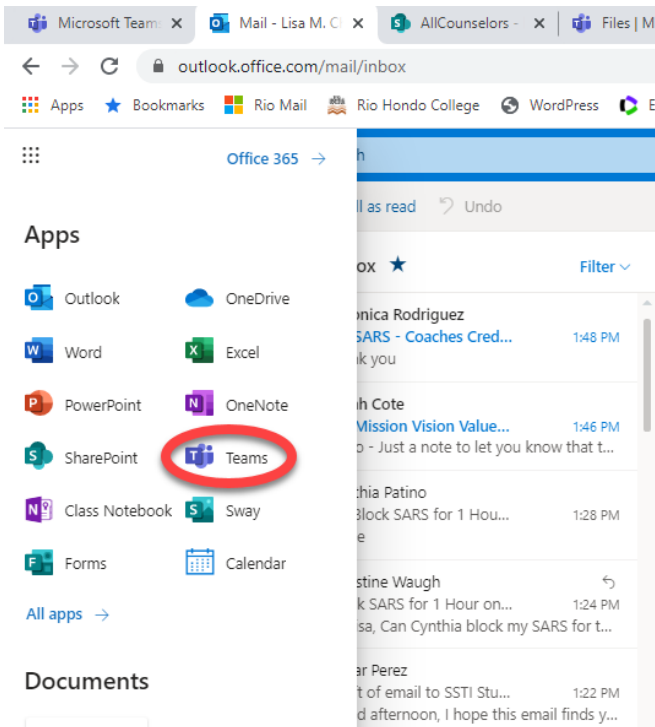 Microsoft Team
Mail - Lisa M. C
AllCounselors -
Files | M
outlook.office.com/mail/inbox
Apps
Bookmarks
Rio Mail
Rio Hondo College
WordPress
Office 365 →
h
ll as read
Undo
Apps
ox ★
Filter
Outlook
OneDrive
Word
Excel
PowerPoint
OneNote
SharePoint
Teams
Class Notebook
Sway
Forms
Calendar
All apps →
Documents
onica Rodriguez
SARS - Coaches Cred... 1:48 PM
k you
h Cote
Mission Vision Value... 1:46 PM
o - Just a note to let you know that t...
thia Patino
Block SARS for 1 Hou... 1:28 PM
e
stine Waugh
k SARS for 1 Hour on... 1:24 PM
isa, Can Cynthia block my SARS for t...
ar Perez
ft of email to SSTI Stu... 1:22 PM
d afternoon, I hope this email finds y...